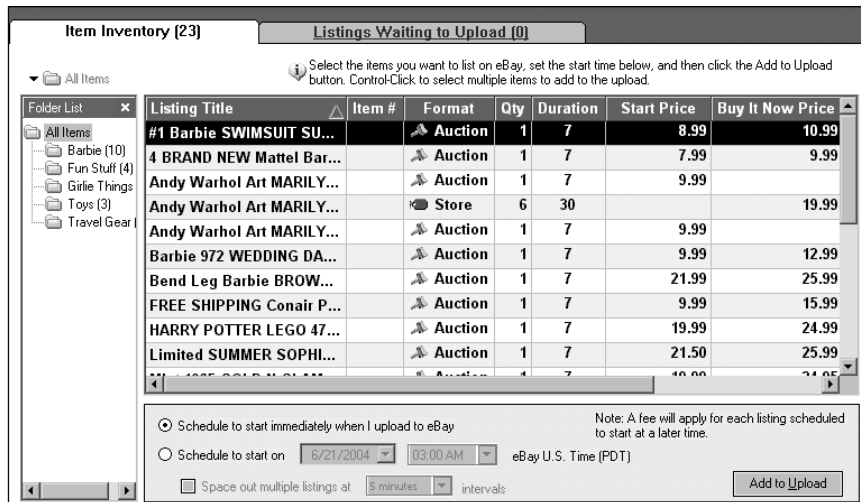 Item Inventory (23)
Listings Waiting to Upload (0)
Select the items you want to list on eBay, set the start time below, and then click the Add to Upload
button. Control-Click to select multiple items to add to the upload.
All Items
Folder List ×
All Items
Barbie (10)
Fun Stuff (4)
Girlie Things
Toys (3)
Travel Gear
Listing Title Item # Format Qty Duration Start Price Buy It Now Price
#1 Barbie SWIMSUIT SU... Auction 1 7 8.99 10.99
4 BRAND NEW Mattel Bar... Auction 1 7 7.99 9.99
Andy Warhol Art MARILY... Auction 1 7 9.99
Andy Warhol Art MARILY... Store 6 30 19.99
Andy Warhol Art MARILY... Auction 1 7 9.99
Barbie 972 WEDDING DA... Auction 1 7 9.99 12.99
Bend Leg Barbie BROW... Auction 1 7 21.99 25.99
FREE SHIPPING Conair P... Auction 1 7 9.99 15.99
HARRY POTTER LEGO 47... Auction 1 7 19.99 24.99
Limited SUMMER SOPHI... Auction 1 7 21.50 25.99
Schedule to start immediately when I upload to eBay
Note: A fee will apply for each listing scheduled
to start at a later time.
Schedule to start on 6/21/2004 03:00 AM eBay U.S. Time (PDT)
Space out multiple listings at 5 minutes intervals
Add to Upload